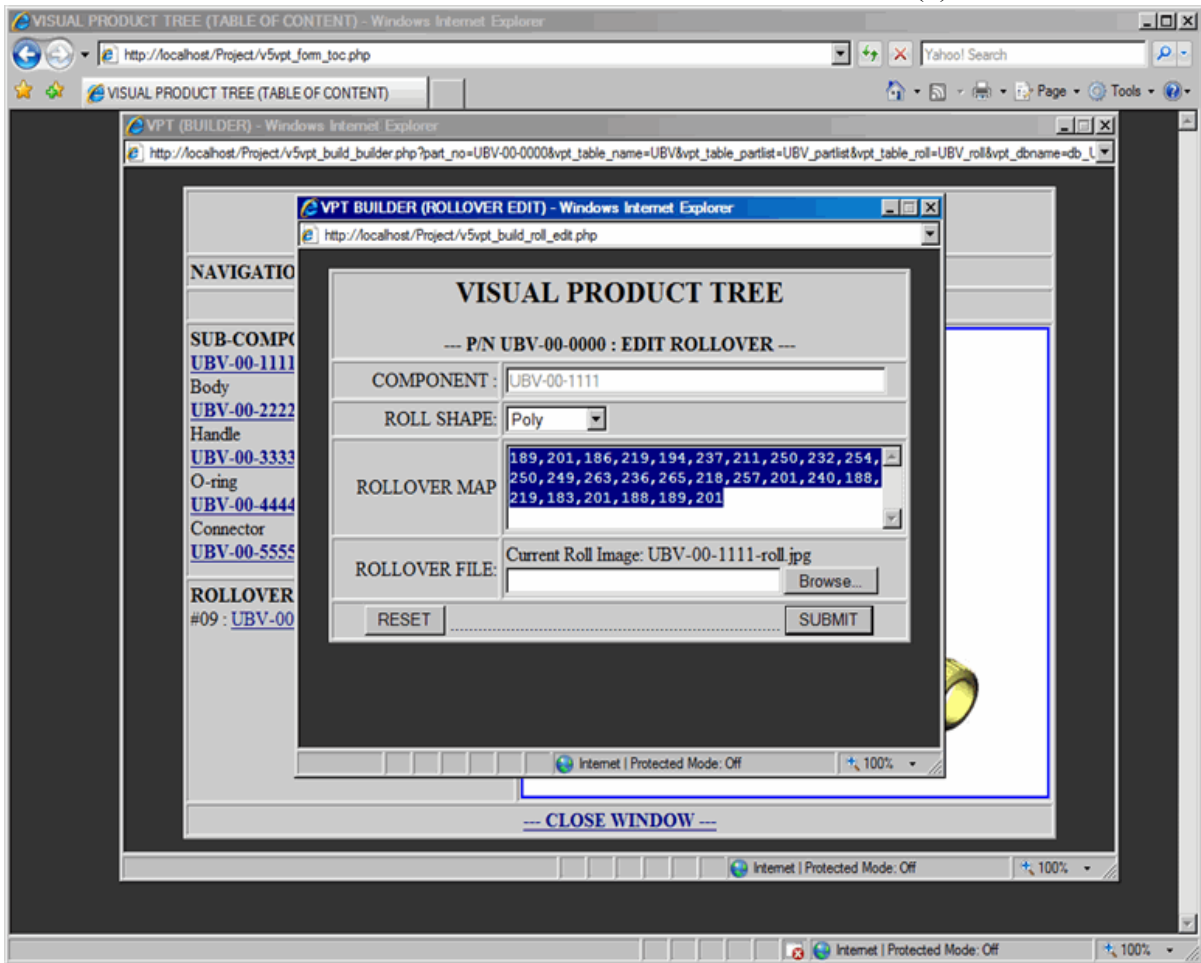 VISUAL PRODUCT TREE (TABLE OF CONTENT) - Windows Internet Explorer
http://localhost/Project/v5vpt_form_toc.php
Yahoo! Search
VISUAL PRODUCT TREE (TABLE OF CONTENT)
Page
Tools
VPT (BUILDER) - Windows Internet Explorer
http://localhost/Project/v5vpt_build_builder.php?part_no=UBV-00-0000&vpt_table_name=UBV&vpt_table_partlist=UBV_partlist&vpt_table_roll=UBV_roll&vpt_dbname=db_U
NAVIGATIO
SUB-COMPO
UBV-00-1111
Body
UBV-00-2222
Handle
UBV-00-3333
O-ring
UBV-00-4444
Connector
UBV-00-5555
ROLLOVER
#09 : UBV-00
VPT BUILDER (ROLLOVER EDIT) - Windows Internet Explorer
http://localhost/Project/v5vpt_build_roll_edit.php
VISUAL PRODUCT TREE
--- P/N UBV-00-0000 : EDIT ROLLOVER ---
COMPONENT : UBV-00-1111
ROLL SHAPE: Poly
ROLLOVER MAP
189,201,186,219,194,237,211,250,232,254,
250,249,263,236,265,218,257,201,240,188,
219,183,201,188,189,201
ROLLOVER FILE:
Current Roll Image: UBV-00-1111-roll.jpg
Browse...
RESET
SUBMIT
Internet | Protected Mode: Off
100%
--- CLOSE WINDOW ---
Internet | Protected Mode: Off
100%
Internet | Protected Mode: Off
100%